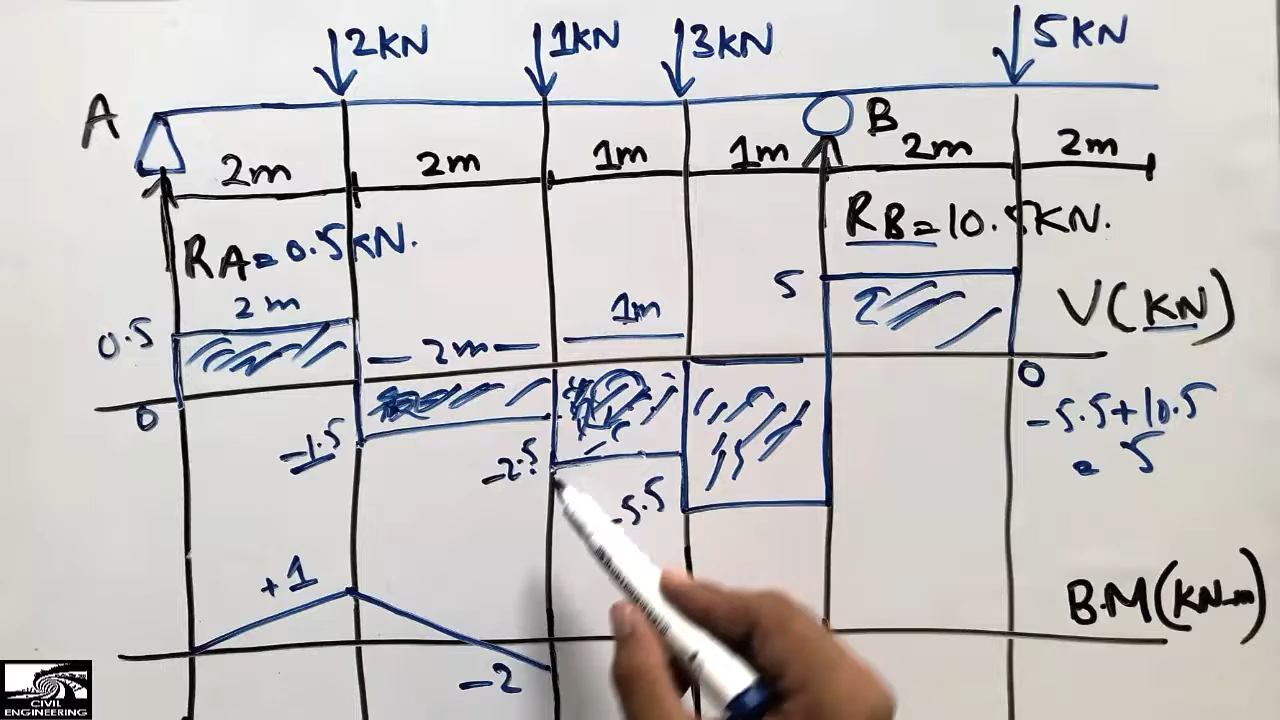 2KN 1KN 3KN 5KN
A B
2m 2m 1m 1m 2m 2m
RA=0.5KN. RB=10.5KN.
2m 1m 5 V(KN)
0.5 2m
0 0
-1.5 -2.5 -5.5 -5.5+10.5
= 5
+1 B.M(KN-m)
-2
CIVIL
ENGINEERING